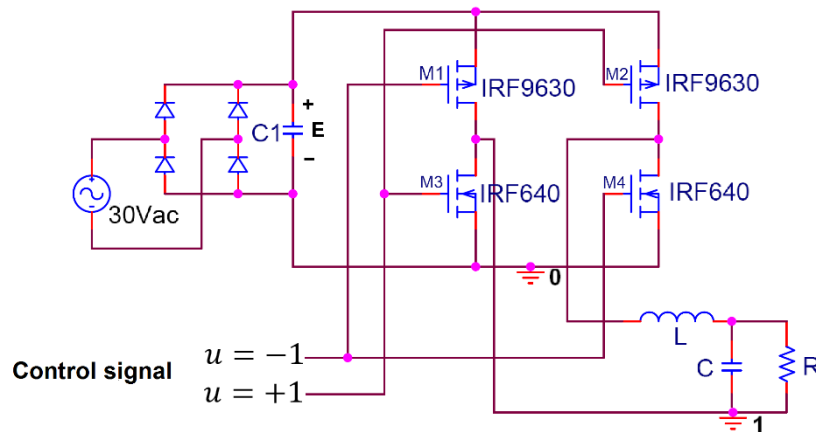 M1
IRF9630
M2
IRF9630
C1
+
E
−
M3
IRF640
M4
IRF640
30Vac
0
L
C
R
1
Control signal
u = −1
u = +1